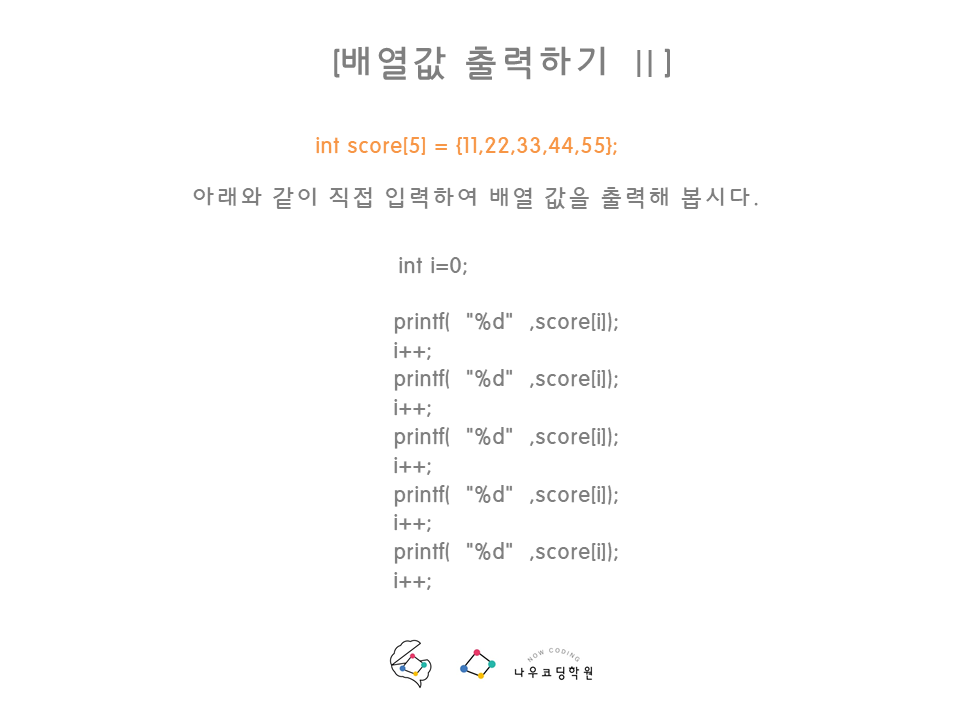 [배열값 출력하기 II]
int score[5] = {11,22,33,44,55};
아래와 같이 직접 입력하여 배열 값을 출력해 봅시다.
int i=0;
printf( "%d" ,score[i]);
i++;
printf( "%d" ,score[i]);
i++;
printf( "%d" ,score[i]);
i++;
printf( "%d" ,score[i]);
i++;
printf( "%d" ,score[i]);
i++;
NOW CODING
나우코딩학원